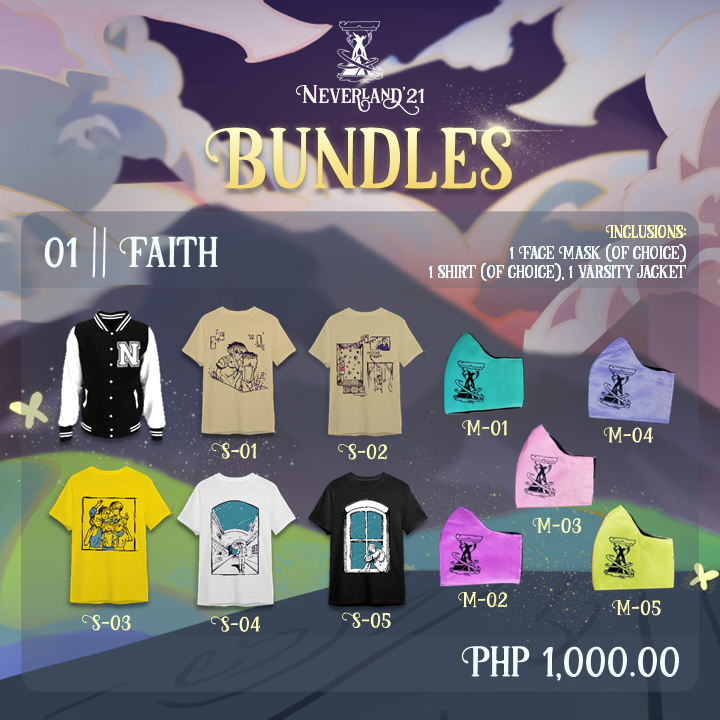 NEVERLAND'21
BUNDLES
01 || FAITH
INCLUSIONS:
1 FACE MASK (OF CHOICE)
1 SHIRT (OF CHOICE), 1 VARSITY JACKET
N
S-01
S-02
M-01
M-04
M-03
S-03
S-04
S-05
M-02
M-05
PHP 1,000.00